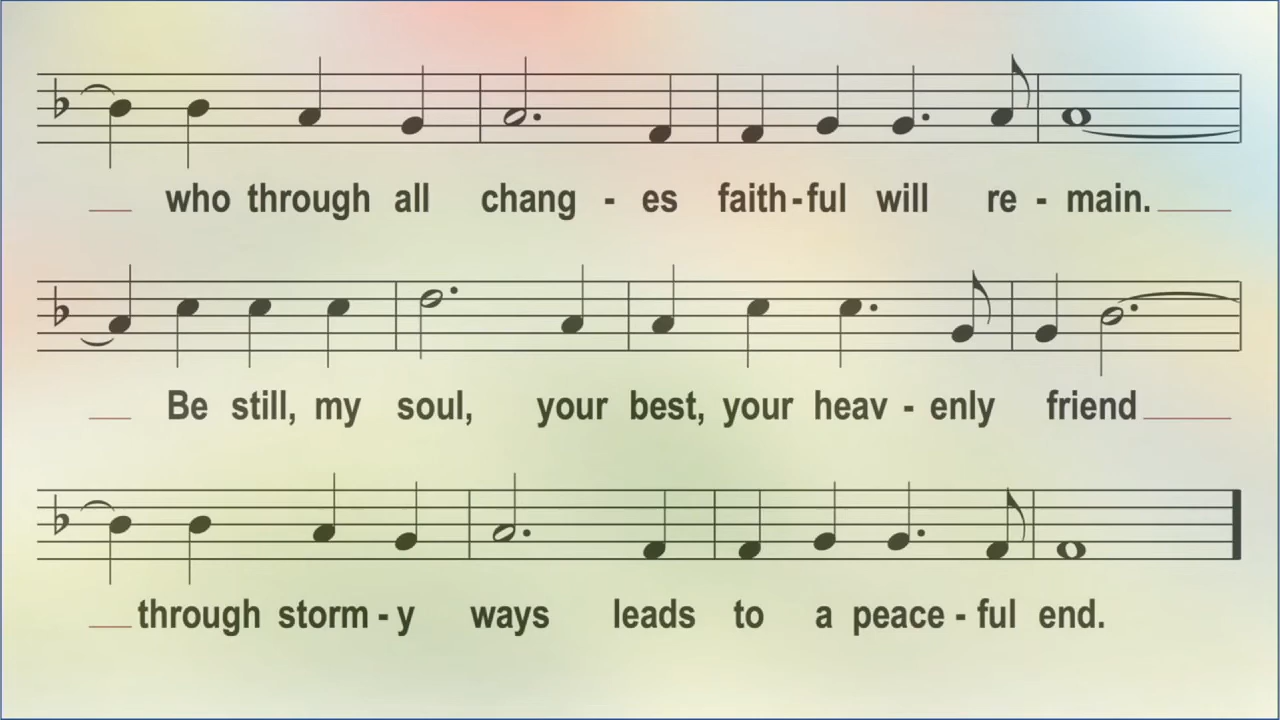 who through all chang - es faith - ful will re - main.
Be still, my soul, your best, your heav - enly friend
through storm - y ways leads to a peace - ful end.